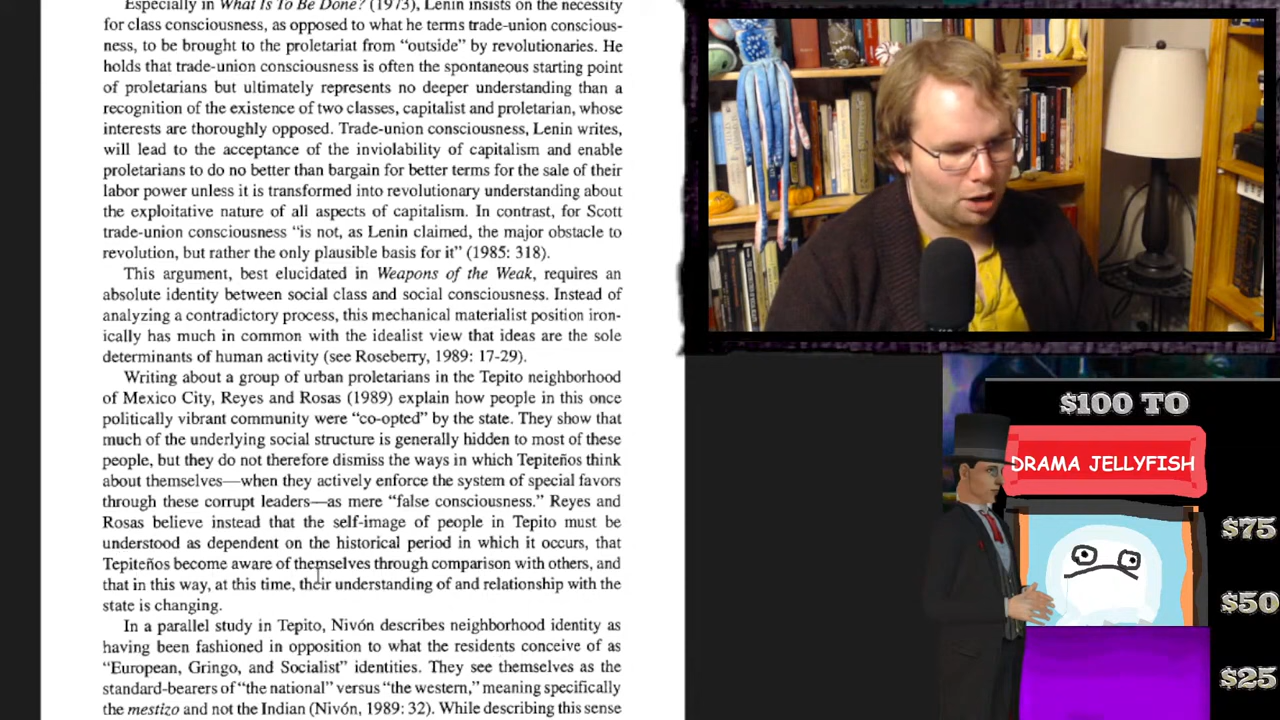 Especially in What Is To Be Done? (1973), Lenin insists on the necessity
for class consciousness, as opposed to what he terms trade-union conscious-
ness, to be brought to the proletariat from “outside” by revolutionaries. He
holds that trade-union consciousness is often the spontaneous starting point
of proletarians but ultimately represents no deeper understanding than a
recognition of the existence of two classes, capitalist and proletarian, whose
interests are thoroughly opposed. Trade-union consciousness, Lenin writes,
will lead to the acceptance of the inviolability of capitalism and enable
proletarians to do no better than bargain for better terms for the sale of their
labor power unless it is transformed into revolutionary understanding about
the exploitative nature of all aspects of capitalism. In contrast, for Scott
trade-union consciousness “is not, as Lenin claimed, the major obstacle to
revolution, but rather the only plausible basis for it” (1985: 318).
This argument, best elucidated in Weapons of the Weak, requires an
absolute identity between social class and social consciousness. Instead of
analyzing a contradictory process, this mechanical materialist position iron-
ically has much in common with the idealist view that ideas are the sole
determinants of human activity (see Roseberry, 1989: 17-29).
Writing about a group of urban proletarians in the Tepito neighborhood
of Mexico City, Reyes and Rosas (1989) explain how people in this once
politically vibrant community were “co-opted” by the state. They show that
much of the underlying social structure is generally hidden to most of these
people, but they do not therefore dismiss the ways in which Tepiteños think
about themselves—when they actively enforce the system of special favors
through these corrupt leaders—as mere “false consciousness.” Reyes and
Rosas believe instead that the self-image of people in Tepito must be
understood as dependent on the historical period in which it occurs, that
Tepiteños become aware of themselves through comparison with others, and
that in this way, at this time, their understanding of and relationship with the
state is changing.
In a parallel study in Tepito, Nivón describes neighborhood identity as
having been fashioned in opposition to what the residents conceive of as
“European, Gringo, and Socialist” identities. They see themselves as the
standard-bearers of “the national” versus “the western,” meaning specifically
the mestizo and not the Indian (Nivón, 1989: 32). While describing this sense
$100 TO
DRAMA JELLYFISH
$75
$50
$25